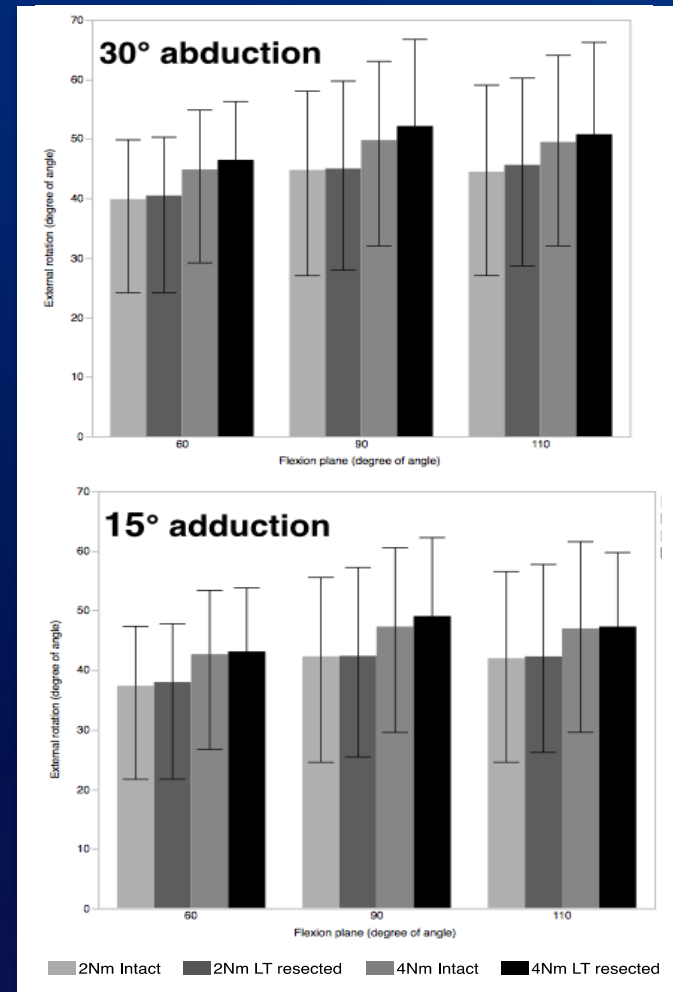 30° abduction
70
60
50
40
30
20
10
0
External rotation (degree of angle)
60 90 110
Flexion plane (degree of angle)
15° adduction
70
60
50
40
30
20
10
0
External rotation (degree of angle)
60 90 110
Flexion plane (degree of angle)
2Nm Intact 2Nm LT resected 4Nm Intact 4Nm LT resected